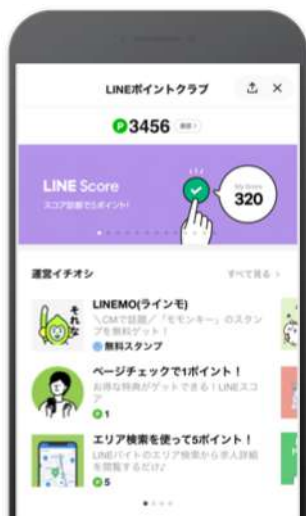 LINEポイントクラブ
P 3456
LINE Score
スコア診断で5ポイント!
My Score
320
運営イチオシ
すべて見る >
それな
LINEMO(ラインモ)
＼CMで話題／「モモンキー」のスタン
プを無料ゲット！
無料スタンプ
ページチェックで1ポイント！
お得な特典がゲットできる！LINEスコ
ア
P 1
エリア検索を使って5ポイント！
LINEバイトのエリア検索から求人詳細
を閲覧するだけ♪
P 5